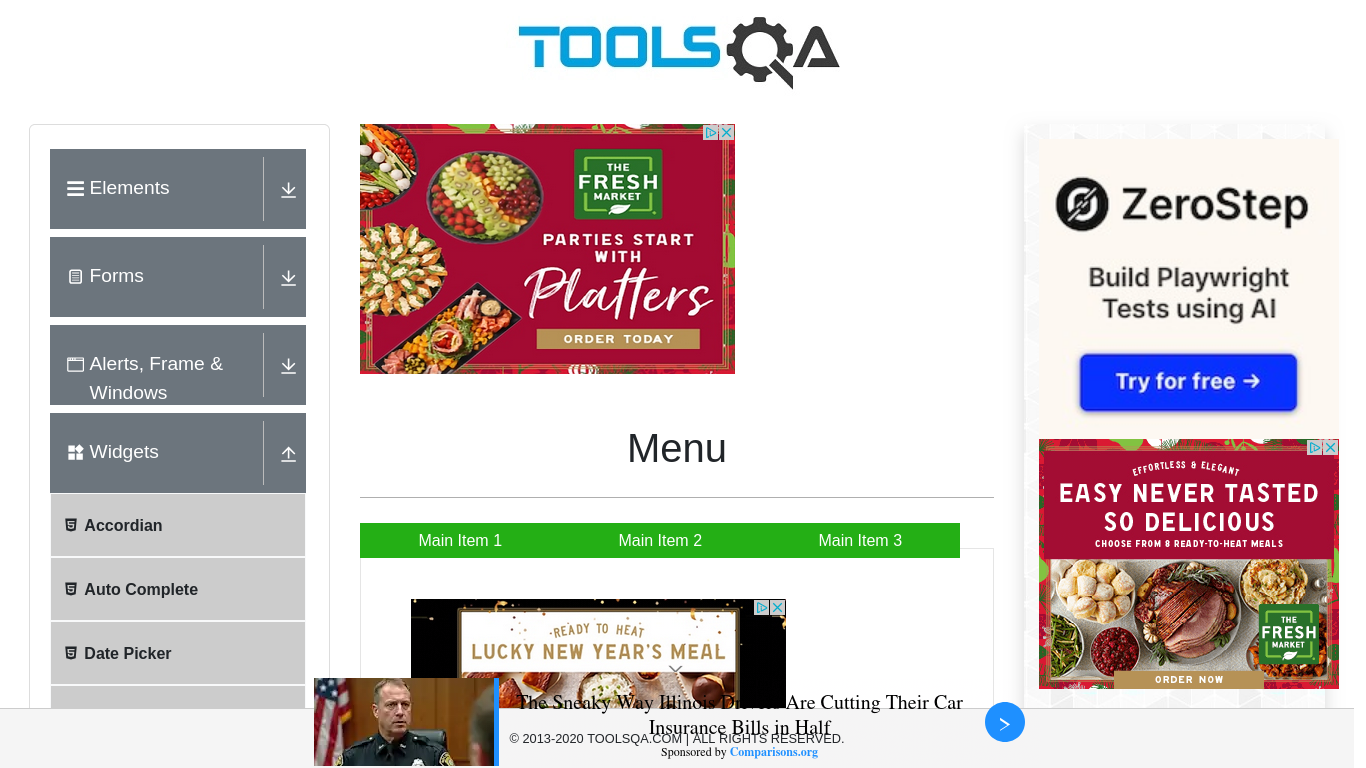 TOOLSQA
Elements
Forms
Alerts, Frame &
Windows
Widgets
Accordian
Auto Complete
Date Picker
THE
FRESH
MARKET
PARTIES START
WITH
Platters
ORDER TODAY
Menu
Main Item 1
Main Item 2
Main Item 3
READY TO HEAT
LUCKY NEW YEAR'S MEAL
ZeroStep
Build Playwright
Tests using AI
Try for free →
EFFORTLESS & ELEGANT
EASY NEVER TASTED
SO DELICIOUS
CHOOSE FROM 8 READY-TO-HEAT MEALS
THE
FRESH
MARKET
ORDER NOW
The Sneaky Way Illinois Drivers Are Cutting Their Car
Insurance Bills in Half
© 2013-2020 TOOLSQA.COM | ALL RIGHTS RESERVED.
Sponsored by Comparisons.org